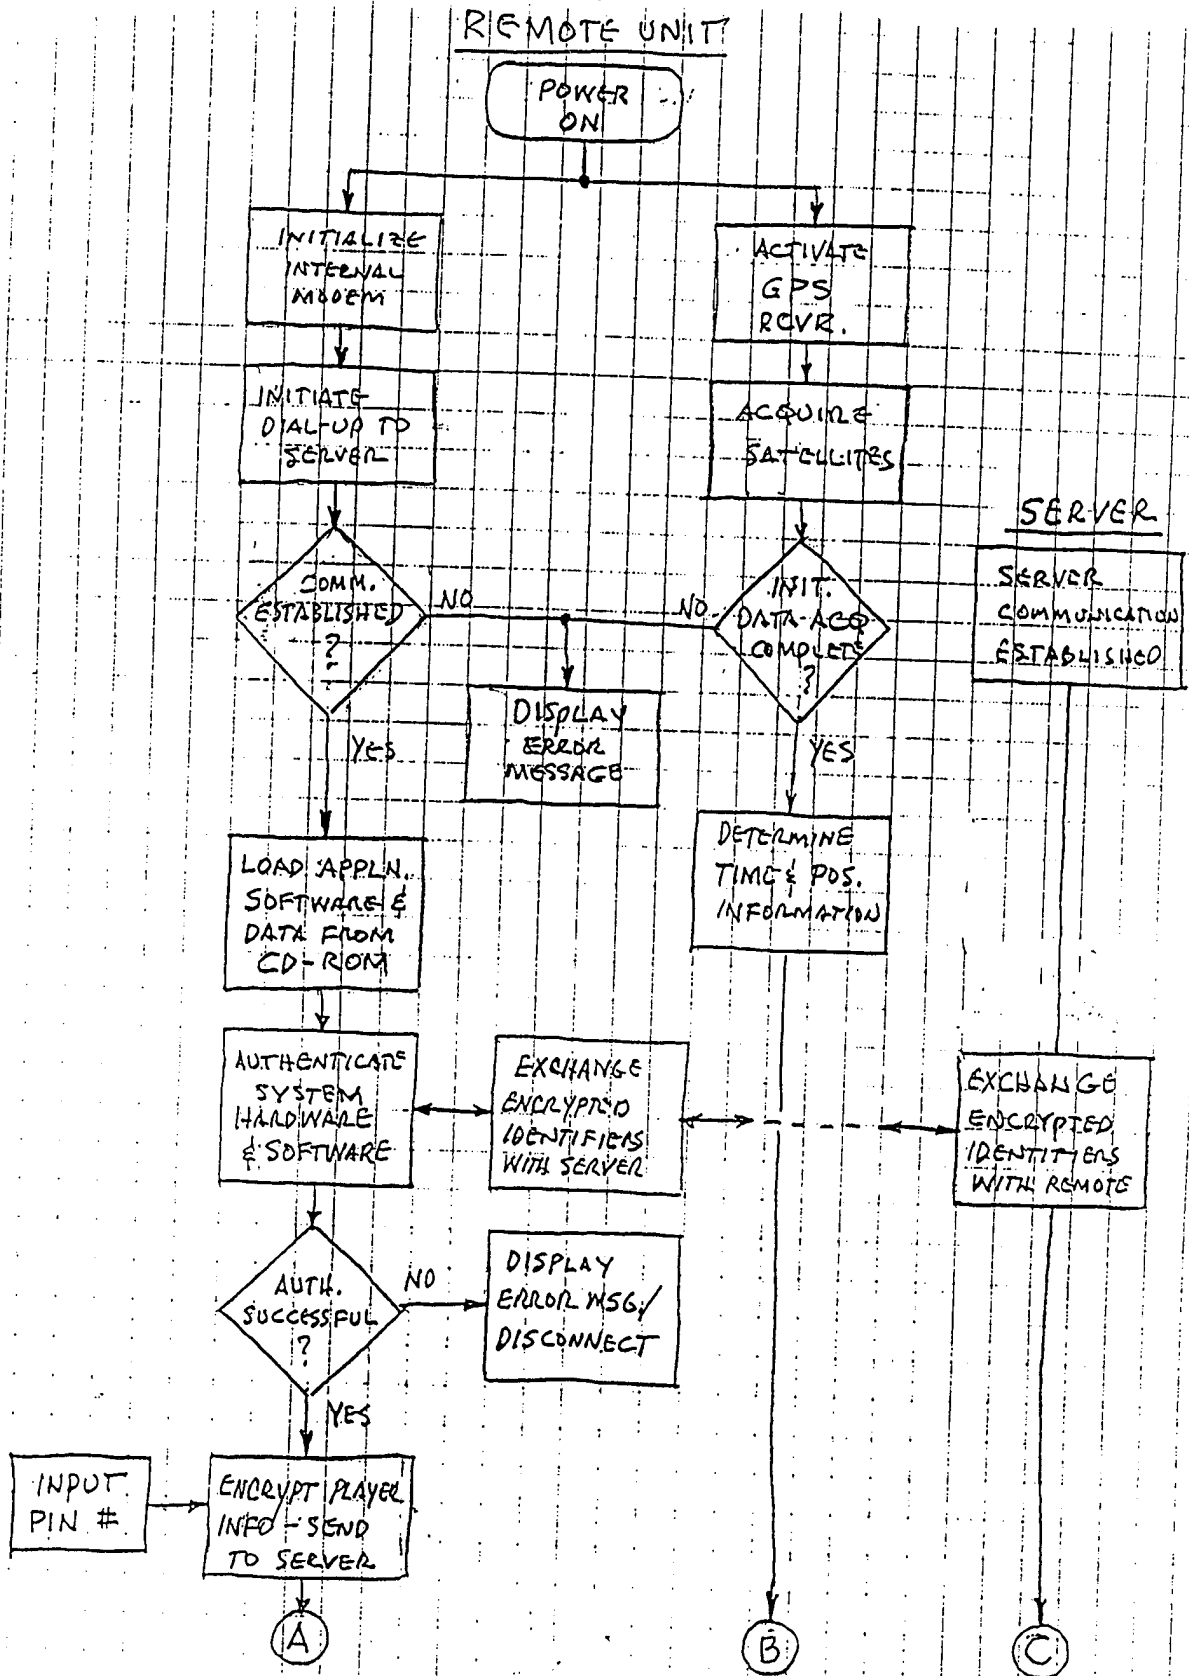 REMOTE UNIT
POWER
ON
INITIALIZE
INTERNAL
MODEM
ACTIVATE
GPS
RCVR.
INITIATE
DIAL-UP TO
SERVER
ACQUIRE
SATELLITES
SERVER
SERVER
COMMUNICATION
ESTABLISHED
COMM.
ESTABLISHED
?
NO
NO
INIT.
DATA-ACQ
COMPLETE
?
DISPLAY
ERROR
MESSAGE
YES
YES
LOAD APPLN.
SOFTWARE &
DATA FROM
CD-ROM
DETERMINE
TIME & POS.
INFORMATION
AUTHENTICATE
SYSTEM
HARDWARE
& SOFTWARE
EXCHANGE
ENCRYPTED
IDENTIFIERS
WITH SERVER
EXCHANGE
ENCRYPTED
IDENTIFIERS
WITH REMOTE
AUTH.
SUCCESSFUL
?
NO
DISPLAY
ERROR MSG./
DISCONNECT
YES
INPUT
PIN #
ENCRYPT PLAYER
INFO - SEND
TO SERVER
A
B
C